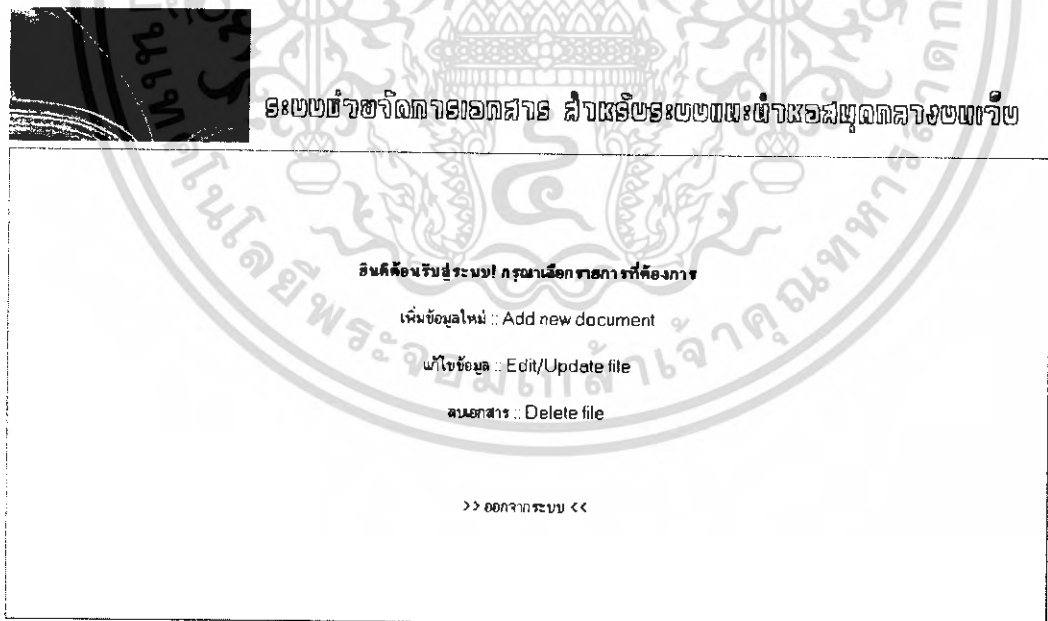 ระบบช่วยจัดการเอกสาร สำหรับระบบแนะนำหอสมุดกลางบนเว็บ
ยินดีต้อนรับสู่ระบบ! กรุณาเลือกรายการที่ต้องการ
เพิ่มข้อมูลใหม่ :: Add new document
แก้ไขข้อมูล :: Edit/Update file
ลบเอกสาร :: Delete file
>> ออกจากระบบ <<